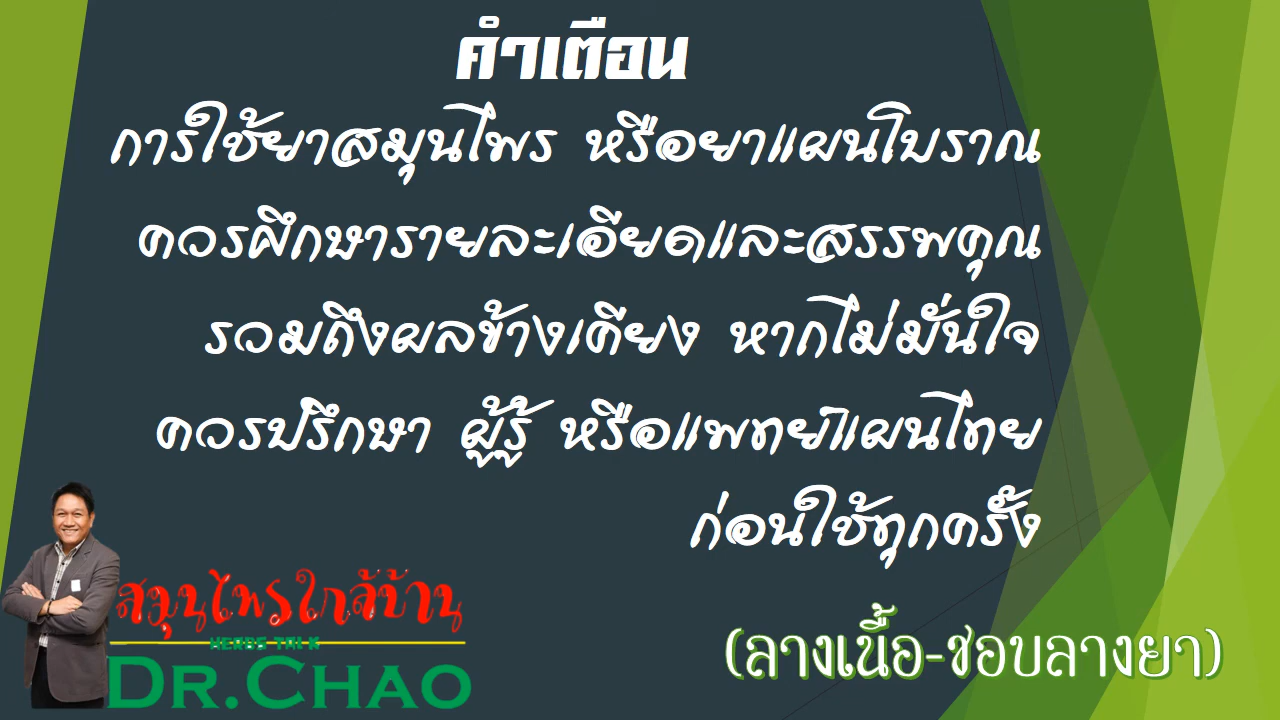 คำเตือน
การใช้ยาสมุนไพร หรือยาแผนโบราณ
ควรศึกษารายละเอียดและสรรพคุณ
รวมถึงผลข้างเคียง หากไม่มั่นใจ
ควรปรึกษา ผู้รู้ หรือแพทย์แผนไทย
ก่อนใช้ทุกครั้ง
สมุนไพรใกล้บ้าน
HERBS TALK
DR.CHAO
(ลางเนื้อ-ชอบลางยา)